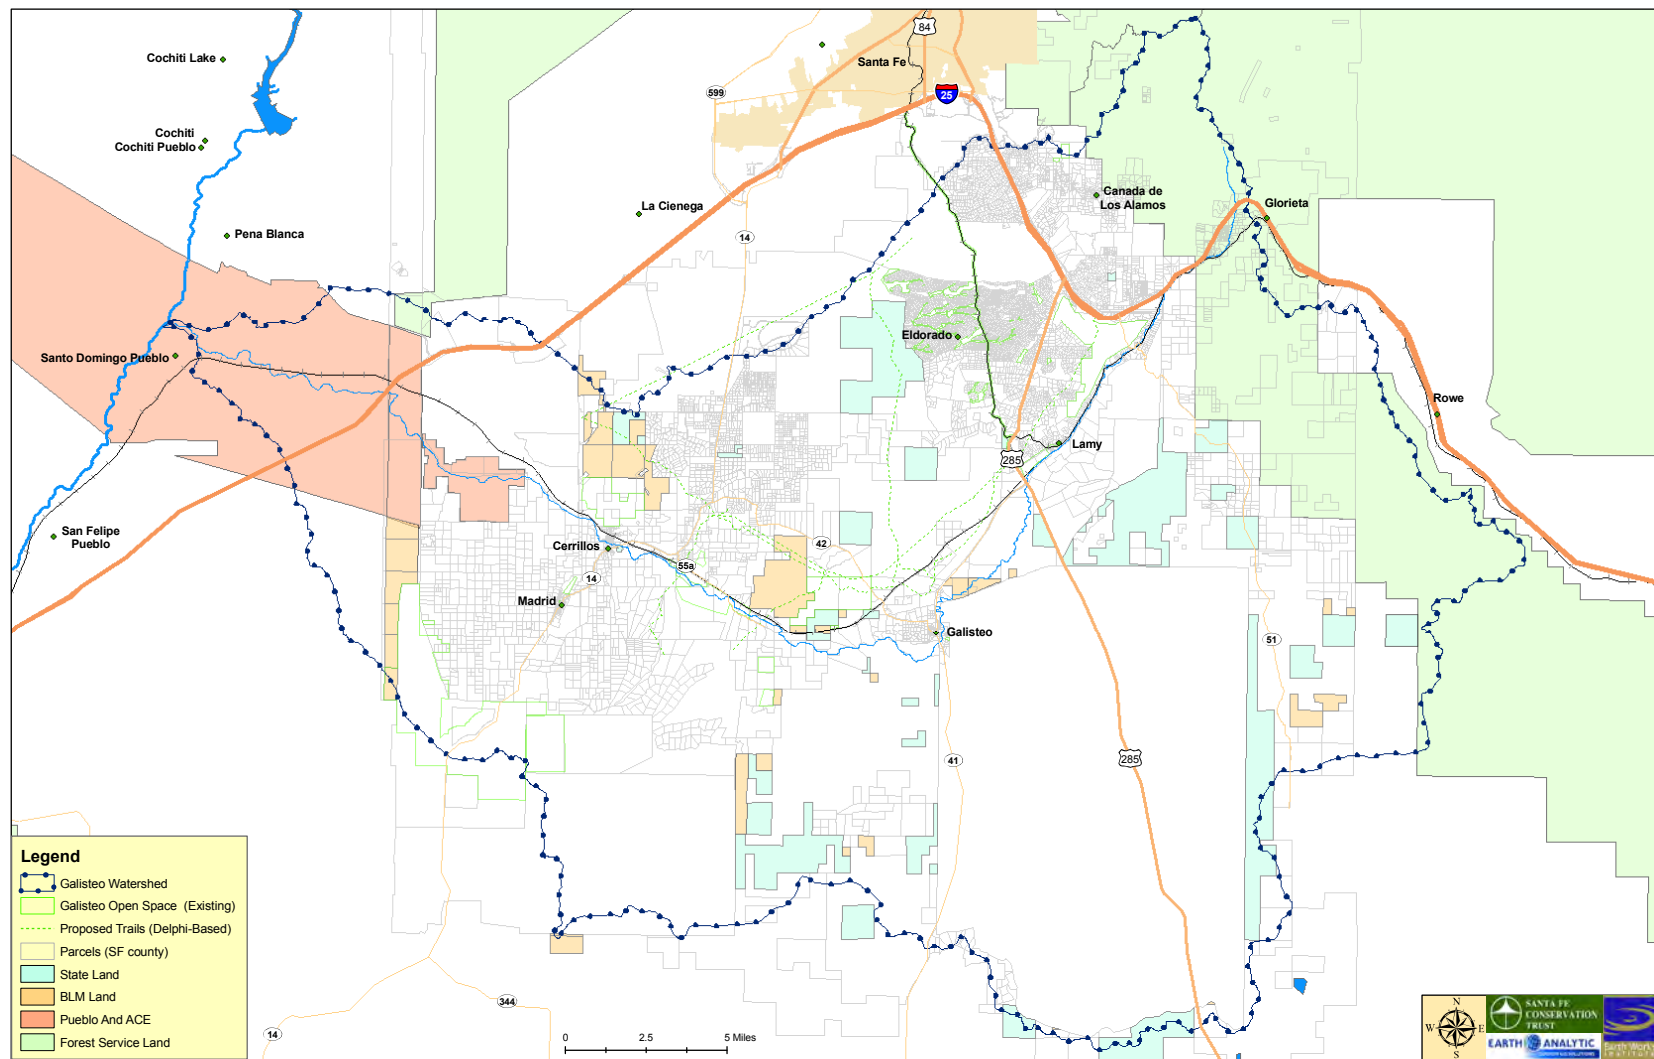 84
Cochiti Lake
Santa Fe
599
25
Cochiti
Cochiti Pueblo
Canada de
Los Alamos
Glorieta
La Cienega
Pena Blanca
14
Eldorado
Santo Domingo Pueblo
Rowe
Lamy
285
San Felipe
Pueblo
Cerrillos
42
55a
14
Madrid
Galisteo
51
41
285
Legend
Galisteo Watershed
Galisteo Open Space (Existing)
Proposed Trails (Delphi-Based)
Parcels (SF county)
State Land
BLM Land
Pueblo And ACE
Forest Service Land
344
14
0 2.5 5 Miles
N
W E
S
SANTA FE
CONSERVATION
TRUST
EARTH ANALYTIC
Earth Works
Institute